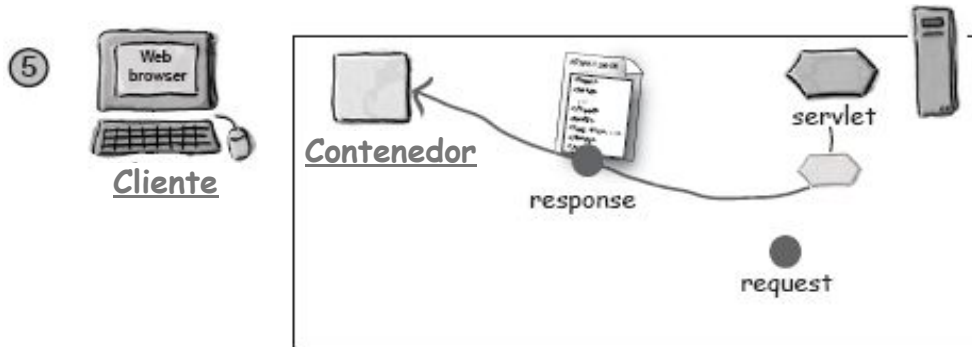 5
Web
browser
Cliente
Contenedor
response
servlet
request